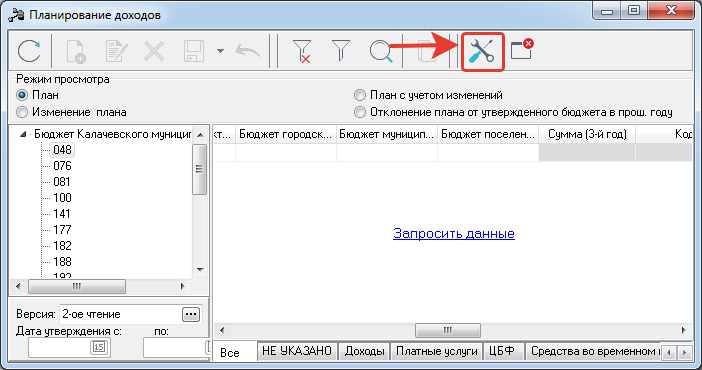 Планирование доходов
Режим просмотра
План
План с учетом изменений
Изменение плана
Отклонение плана от утвержденного бюджета в прош. году
Бюджет Калачевского муницип
048
076
081
100
141
177
182
188
192
кт... Бюджет городск... Бюджет муницип... Бюджет поселен... Сумма (3-й год) Код
Запросить данные
Версия: 2-ое чтение ...
Дата утверждения с: по:
15
Все НЕ УКАЗАНО Доходы Платные услуги ЦБФ Средства во временном